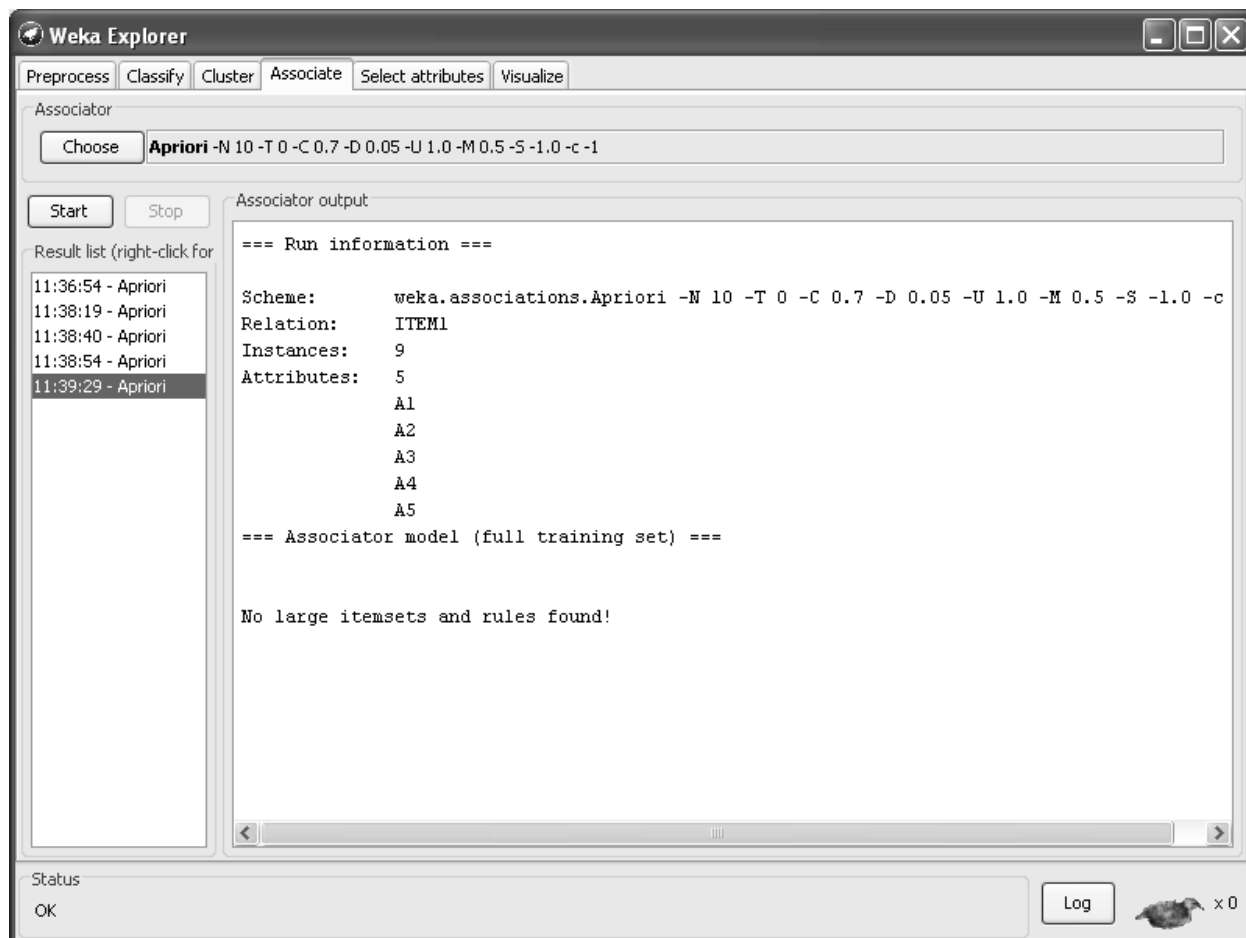 Weka Explorer
Preprocess Classify Cluster Associate Select attributes Visualize
Associator
Choose Apriori -N 10 -T 0 -C 0.7 -D 0.05 -U 1.0 -M 0.5 -S -1.0 -c -1
Start Stop
Result list (right-click for
11:36:54 - Apriori
11:38:19 - Apriori
11:38:40 - Apriori
11:38:54 - Apriori
11:39:29 - Apriori
Associator output
=== Run information ===
Scheme: weka.associations.Apriori -N 10 -T 0 -C 0.7 -D 0.05 -U 1.0 -M 0.5 -S -1.0 -c
Relation: ITEM1
Instances: 9
Attributes: 5
A1
A2
A3
A4
A5
=== Associator model (full training set) ===
No large itemsets and rules found!
Status
OK
Log x 0